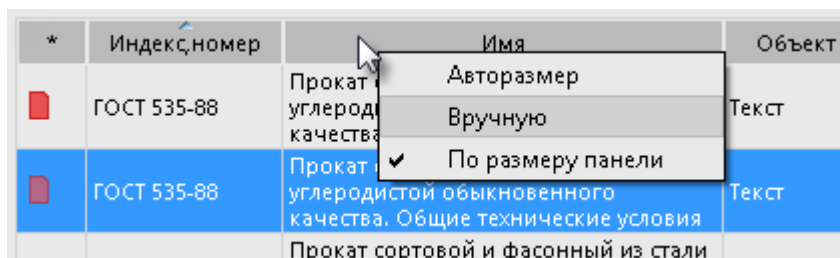 * Индекс,номер Имя Объект
Авторазмер
Вручную
✔ По размеру панели
ГОСТ 535-88 Прокат
углерод
качества
Текст
ГОСТ 535-88 Прокат
углеродистой обыкновенного
качества. Общие технические условия
Текст
Прокат сортовой и фасонный из стали